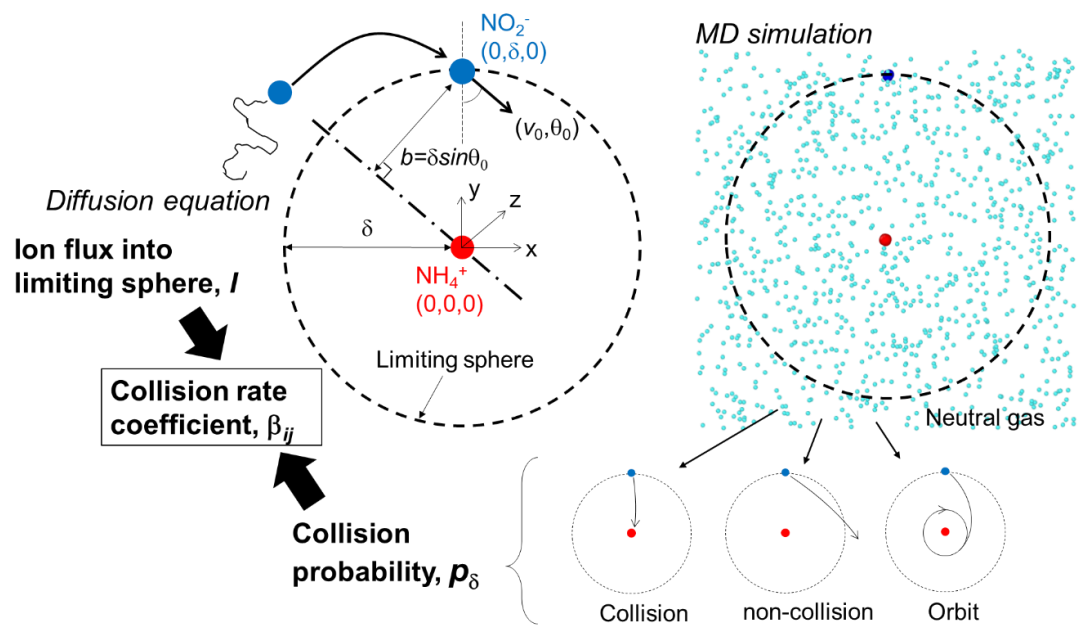 NO₂⁻
(0,δ,0)
(v₀,θ₀)
b=δsinθ₀
Diffusion equation
y
z
x
δ
NH₄⁺
(0,0,0)
Ion flux into
limiting sphere, I
Limiting sphere
Collision rate
coefficient, βᵢⱼ
Collision
probability, p_δ
MD simulation
Neutral gas
Collision
non-collision
Orbit